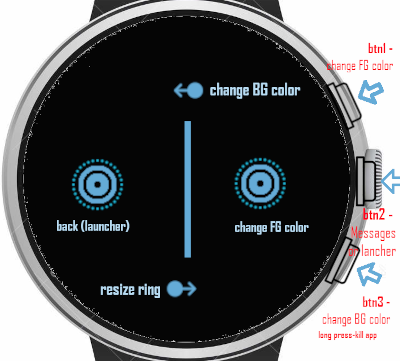 btn1 -
change FG color
change BG color
back (launcher)
change FG color
btn2 -
Messages
or lancher
resize ring
btn3 -
change BG color
long press-kill app